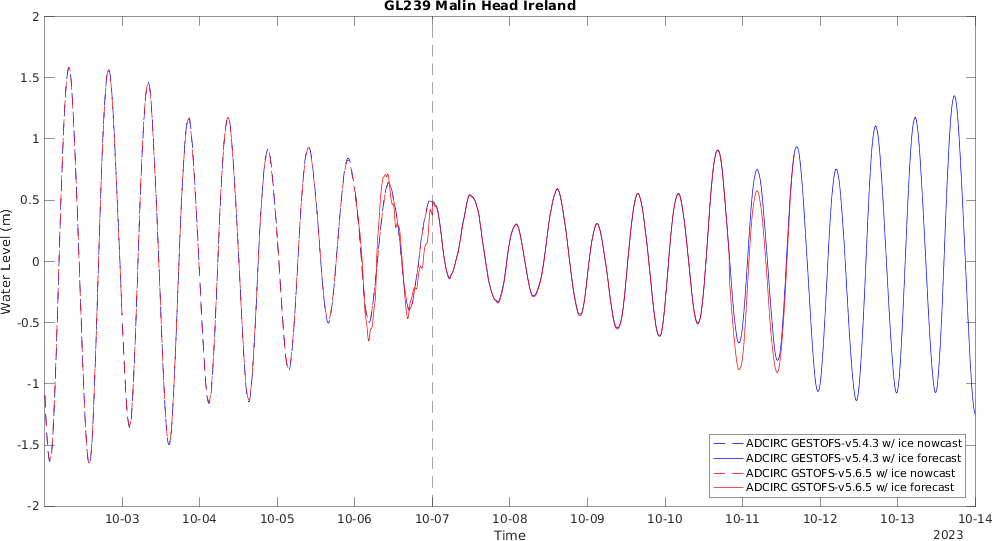 GL239 Malin Head Ireland
2
1.5
1
0.5
0
-0.5
-1
-1.5
-2
Water Level (m)
10-03 10-04 10-05 10-06 10-07 10-08 10-09 10-10 10-11 10-12 10-13 10-14
Time
2023
ADCIRC GESTOFS-v5.4.3 w/ ice nowcast
ADCIRC GESTOFS-v5.4.3 w/ ice forecast
ADCIRC GSTOFS-v5.6.5 w/ ice nowcast
ADCIRC GSTOFS-v5.6.5 w/ ice forecast